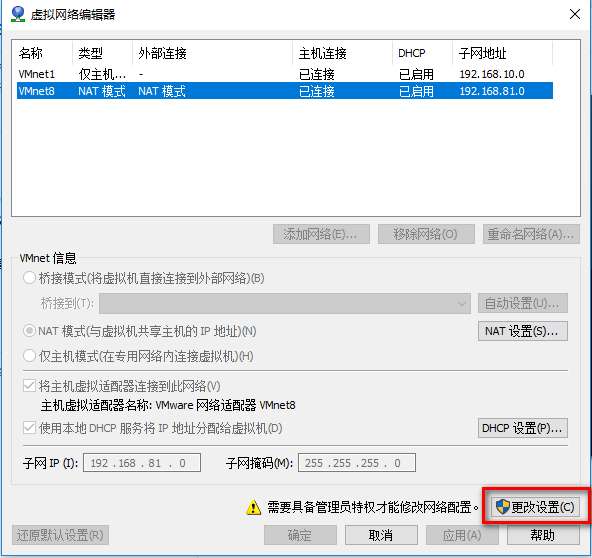 虚拟网络编辑器
名称 类型 外部连接 主机连接 DHCP 子网地址
VMnet1 仅主机... - 已连接 已启用 192.168.10.0
VMnet8 NAT 模式 NAT 模式 已连接 已启用 192.168.81.0
添加网络(E)... 移除网络(O) 重命名网络(A)...
VMnet 信息
桥接模式(将虚拟机直接连接到外部网络)(B)
桥接到(T): 自动设置(U)...
NAT 模式(与虚拟机共享主机的 IP 地址)(N) NAT 设置(S)...
仅主机模式(在专用网络内连接虚拟机)(H)
将主机虚拟适配器连接到此网络(V)
主机虚拟适配器名称: VMware 网络适配器 VMnet8
使用本地 DHCP 服务将 IP 地址分配给虚拟机(D) DHCP 设置(P)...
子网 IP (I): 192 . 168 . 81 . 0 子网掩码(M): 255 . 255 . 255 . 0
需要具备管理员特权才能修改网络配置。 更改设置(C)
还原默认设置(R) 确定 取消 应用(A) 帮助